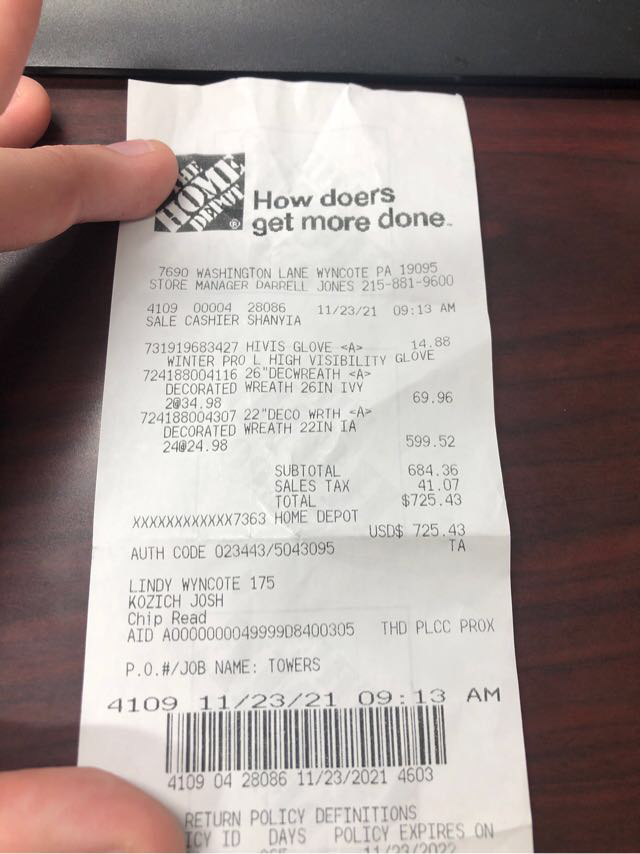 THE HOME DEPOT ®
How doers
get more done™
7690 WASHINGTON LANE WYNCOTE PA 19095
STORE MANAGER DARRELL JONES 215-881-9600
4109 00004 28086 11/23/21 09:13 AM
SALE CASHIER SHANYIA
731919683427 HIVIS GLOVE <A> 14.88
WINTER PRO L HIGH VISIBILITY GLOVE
724188004116 26"DECWREATH <A>
DECORATED WREATH 26IN IVY
2@34.98 69.96
724188004307 22"DECO WRTH <A>
DECORATED WREATH 22IN IA
24@24.98 599.52
SUBTOTAL 684.36
SALES TAX 41.07
TOTAL $725.43
XXXXXXXXXXXX7363 HOME DEPOT
USD$ 725.43
AUTH CODE 023443/5043095 TA
LINDY WYNCOTE 175
KOZICH JOSH
Chip Read
AID A0000000049999D8400305 THD PLCC PROX
P.O.#/JOB NAME: TOWERS
4109 11/23/21 09:13 AM
4109 04 28086 11/23/2021 4603
RETURN POLICY DEFINITIONS
ICY ID DAYS POLICY EXPIRES ON
11/23/2022